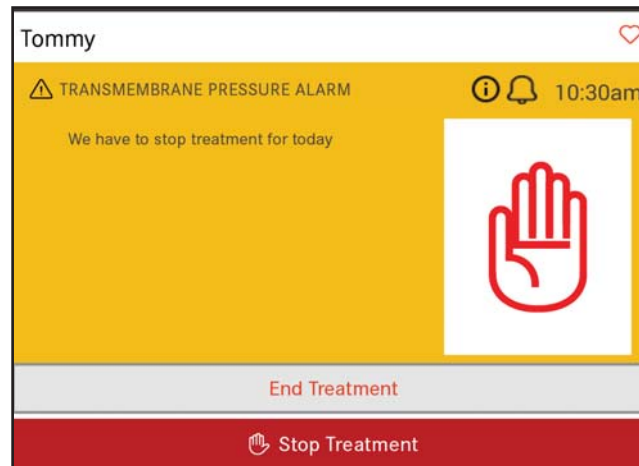 Tommy
TRANSMEMBRANE PRESSURE ALARM
10:30am
We have to stop treatment for today
End Treatment
Stop Treatment